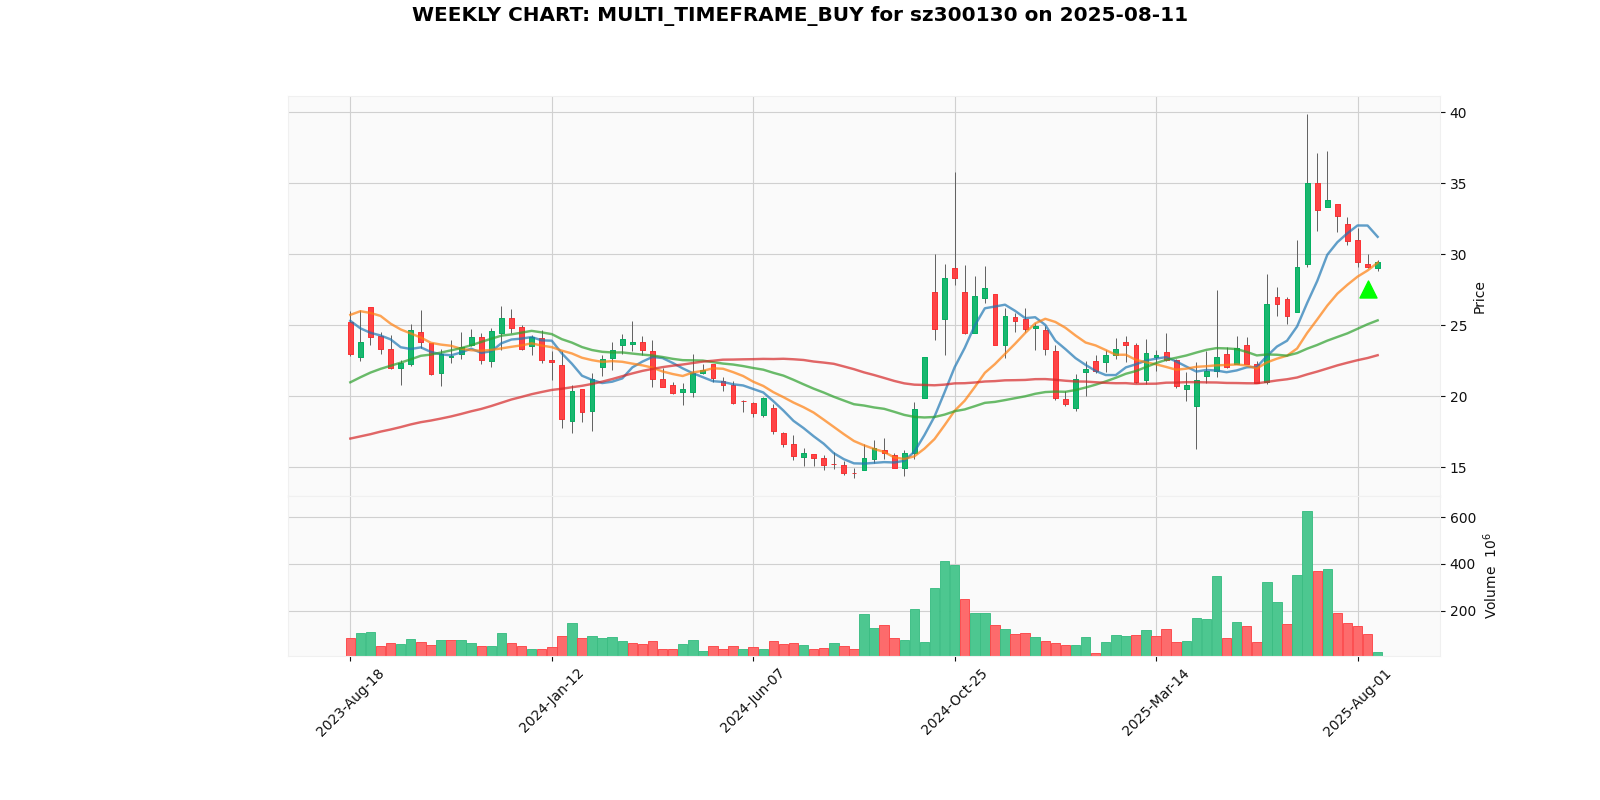 WEEKLY CHART: MULTI_TIMEFRAME_BUY for sz300130 on 2025-08-11
40
35
30
25
20
15
Price
600
400
200
Volume 10^6
2023-Aug-18
2024-Jan-12
2024-Jun-07
2024-Oct-25
2025-Mar-14
2025-Aug-01